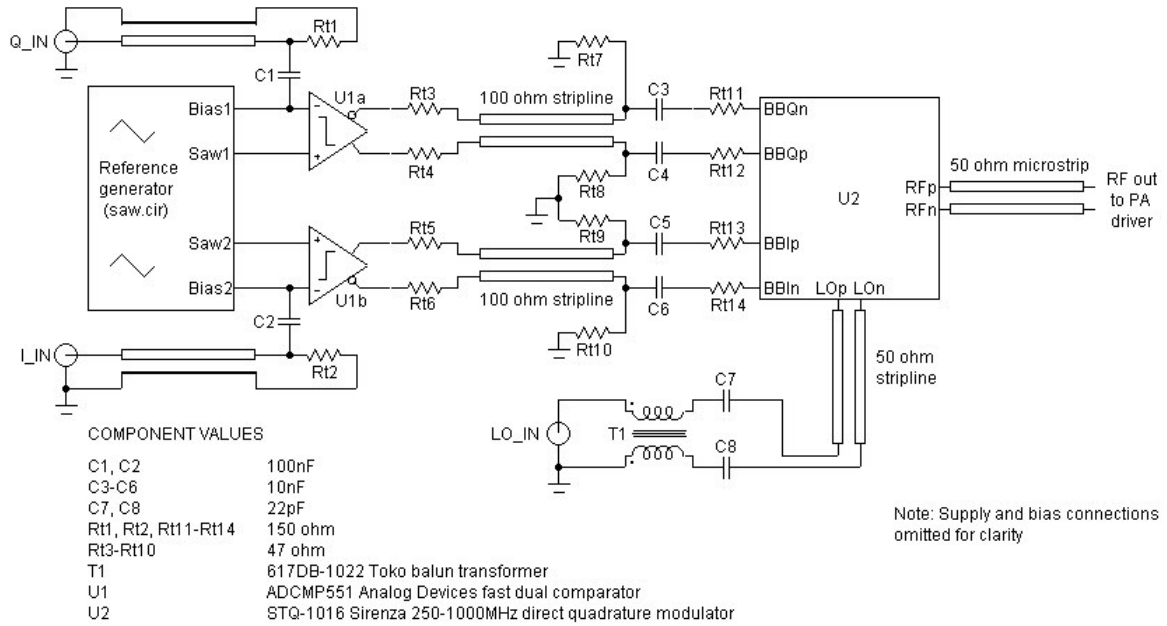 Q_IN
Rt1
C1
Bias1
Saw1
Reference
generator
(saw.cir)
Saw2
Bias2
U1a
U1b
Rt3
Rt4
Rt5
Rt6
100 ohm stripline
100 ohm stripline
Rt7
Rt8
Rt9
Rt10
C3
C4
C5
C6
Rt11
Rt12
Rt13
Rt14
BBQn
BBQp
BBIp
BBIn
U2
RFp
RFn
LOp
LOn
50 ohm microstrip
RF out
to PA
driver
50 ohm
stripline
C2
I_IN
Rt2
LO_IN
T1
C7
C8
COMPONENT VALUES
C1, C2 100nF
C3-C6 10nF
C7, C8 22pF
Rt1, Rt2, Rt11-Rt14 150 ohm
Rt3-Rt10 47 ohm
T1 617DB-1022 Toko balun transformer
U1 ADCMP551 Analog Devices fast dual comparator
U2 STQ-1016 Sirenza 250-1000MHz direct quadrature modulator
Note: Supply and bias connections
omitted for clarity